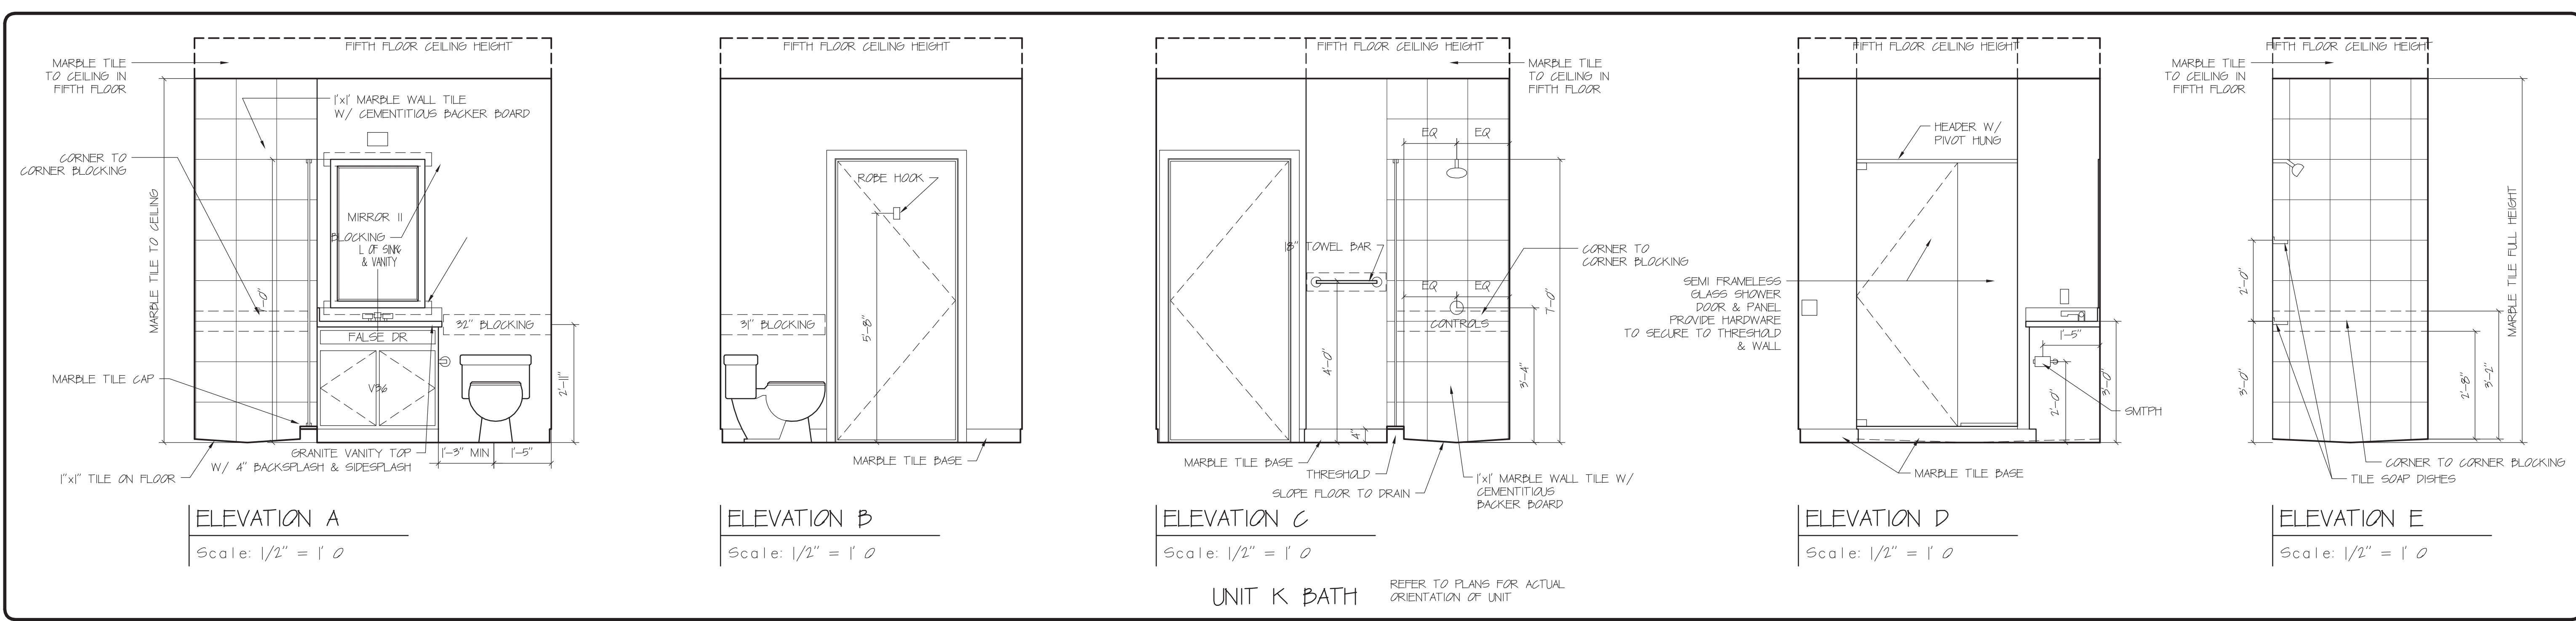 FIFTH FLOOR CEILING HEIGHT
MARBLE TILE
TO CEILING IN
FIFTH FLOOR
1'x1' MARBLE WALL TILE
W/ CEMENTITIOUS BACKER BOARD
CORNER TO
CORNER BLOCKING
MARBLE TILE TO CEILING
MIRROR 11
BLOCKING
L OF SINK
& VANITY
32" BLOCKING
FALSE DR
V36
MARBLE TILE CAP
2'-11"
GRANITE VANITY TOP
W/ 4" BACKSPLASH & SIDESPLASH
1'-3" MIN
1'-5"
1"x1" TILE ON FLOOR
ELEVATION A
Scale: 1/2" = 1' 0
FIFTH FLOOR CEILING HEIGHT
ROBE HOOK
31" BLOCKING
5'-8"
MARBLE TILE BASE
ELEVATION B
Scale: 1/2" = 1' 0
FIFTH FLOOR CEILING HEIGHT
MARBLE TILE
TO CEILING IN
FIFTH FLOOR
EQ
EQ
18" TOWEL BAR
CORNER TO
CORNER BLOCKING
EQ
EQ
CONTROLS
7'-0"
4'-0"
3'-4"
4"
MARBLE TILE BASE
THRESHOLD
SLOPE FLOOR TO DRAIN
1'x1' MARBLE WALL TILE W/
CEMENTITIOUS
BACKER BOARD
ELEVATION C
Scale: 1/2" = 1' 0
FIFTH FLOOR CEILING HEIGHT
HEADER W/
PIVOT HUNG
SEMI FRAMELESS
GLASS SHOWER
DOOR & PANEL
PROVIDE HARDWARE
TO SECURE TO THRESHOLD
& WALL
1'-5"
3'-0"
2'-0"
SMTPH
MARBLE TILE BASE
ELEVATION D
Scale: 1/2" = 1' 0
FIFTH FLOOR CEILING HEIGHT
MARBLE TILE
TO CEILING IN
FIFTH FLOOR
MARBLE TILE FULL HEIGHT
2'-0"
3'-0"
2'-8"
3'-2"
CORNER TO CORNER BLOCKING
TILE SOAP DISHES
ELEVATION E
Scale: 1/2" = 1' 0
UNIT K BATH
REFER TO PLANS FOR ACTUAL
ORIENTATION OF UNIT